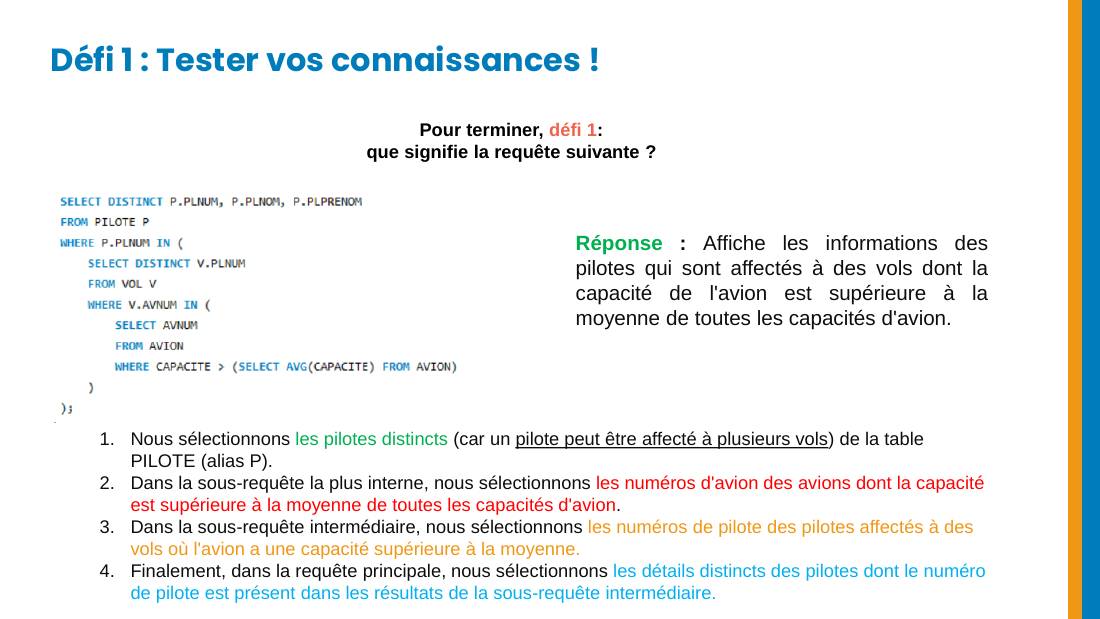 Défi 1 : Tester vos connaissances !
Pour terminer, défi 1:
que signifie la requête suivante ?
SELECT DISTINCT P.PLNUM, P.PLNOM, P.PLPRENOM
FROM PILOTE P
WHERE P.PLNUM IN (
SELECT DISTINCT V.PLNUM
FROM VOL V
WHERE V.AVNUM IN (
SELECT AVNUM
FROM AVION
WHERE CAPACITE > (SELECT AVG(CAPACITE) FROM AVION)
)
);
Réponse : Affiche les informations des
pilotes qui sont affectés à des vols dont la
capacité de l'avion est supérieure à la
moyenne de toutes les capacités d'avion.
1. Nous sélectionnons les pilotes distincts (car un pilote peut être affecté à plusieurs vols) de la table
PILOTE (alias P).
2. Dans la sous-requête la plus interne, nous sélectionnons les numéros d'avion des avions dont la capacité
est supérieure à la moyenne de toutes les capacités d'avion.
3. Dans la sous-requête intermédiaire, nous sélectionnons les numéros de pilote des pilotes affectés à des
vols où l'avion a une capacité supérieure à la moyenne.
4. Finalement, dans la requête principale, nous sélectionnons les détails distincts des pilotes dont le numéro
de pilote est présent dans les résultats de la sous-requête intermédiaire.